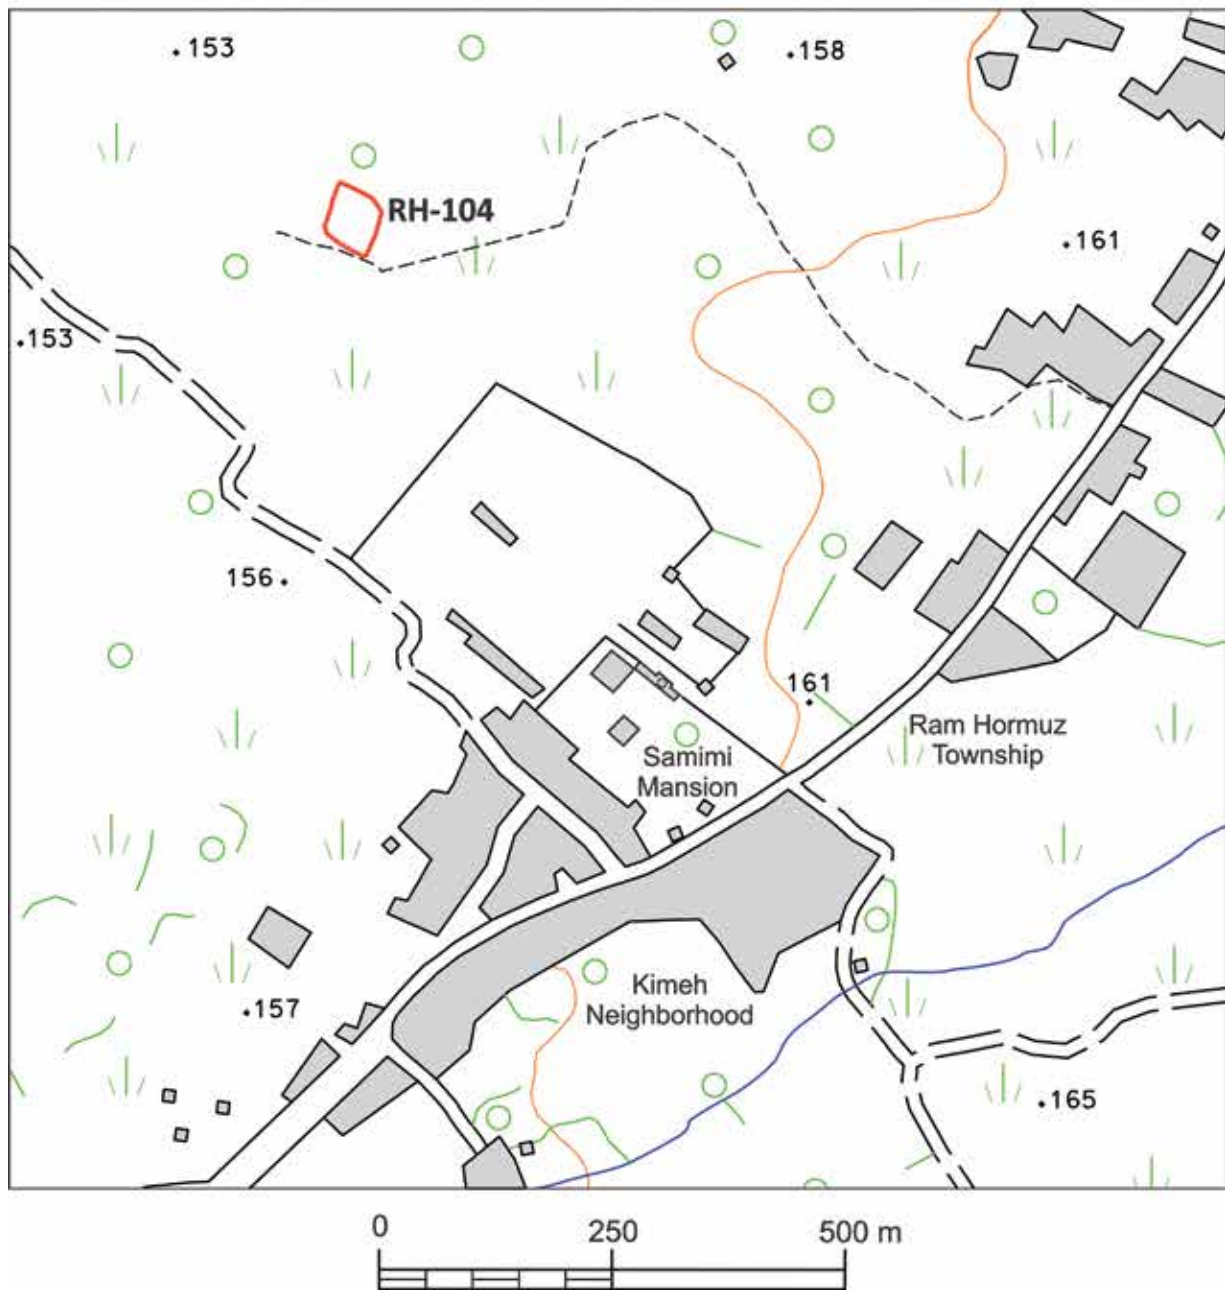 .153
.158
RH-104
.161
.153
156.
161
Ram Hormuz
Township
Samimi
Mansion
Kimeh
Neighborhood
.157
.165
0 250 500 m